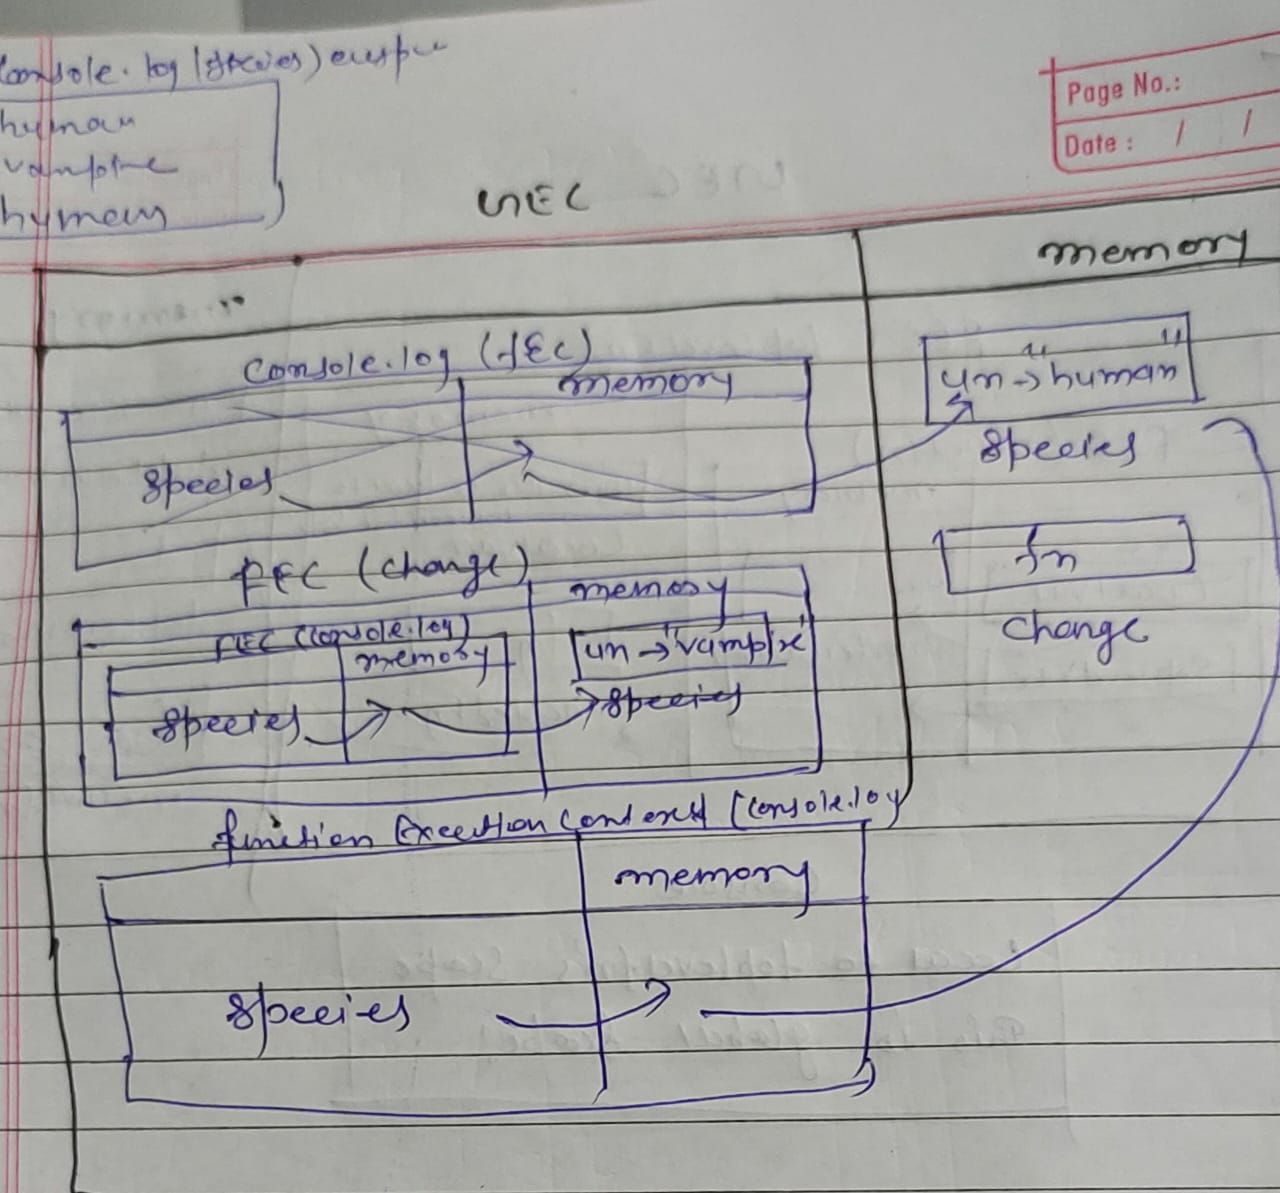 Console.log (species) output
human
vampire
human
Page No.:
Date : / /
GEC
memory
Console.log (FEC)
memory
un→"human"
species
species
FEC (change)
memory
fn
change
FEC (console.log)
memory
un→'vampire'
species
species
function Execution Context (console.log
memory
species